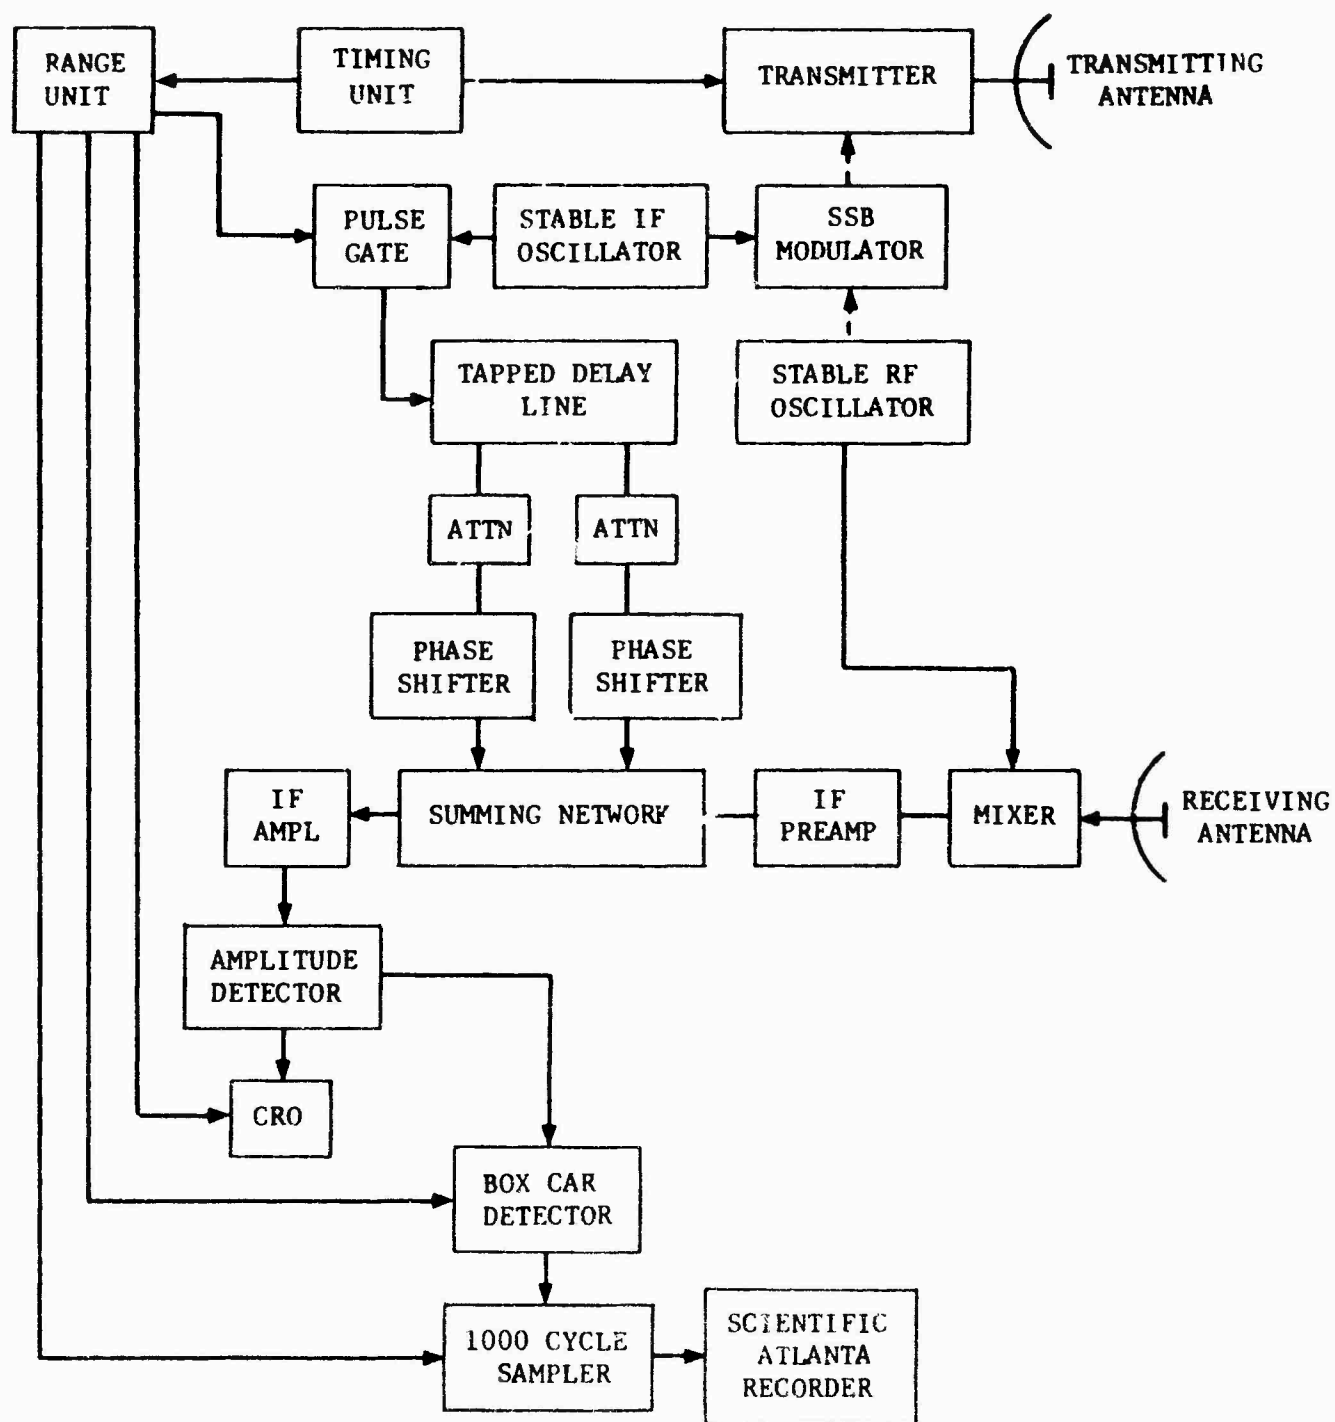 RANGE
UNIT
TIMING
UNIT
TRANSMITTER
TRANSMITTING
ANTENNA
PULSE
GATE
STABLE IF
OSCILLATOR
SSB
MODULATOR
TAPPED DELAY
LINE
STABLE RF
OSCILLATOR
ATTN
ATTN
PHASE
SHIFTER
PHASE
SHIFTER
IF
AMPL
SUMMING NETWORK
IF
PREAMP
MIXER
RECEIVING
ANTENNA
AMPLITUDE
DETECTOR
CRO
BOX CAR
DETECTOR
1000 CYCLE
SAMPLER
SCIENTIFIC
ATLANTA
RECORDER